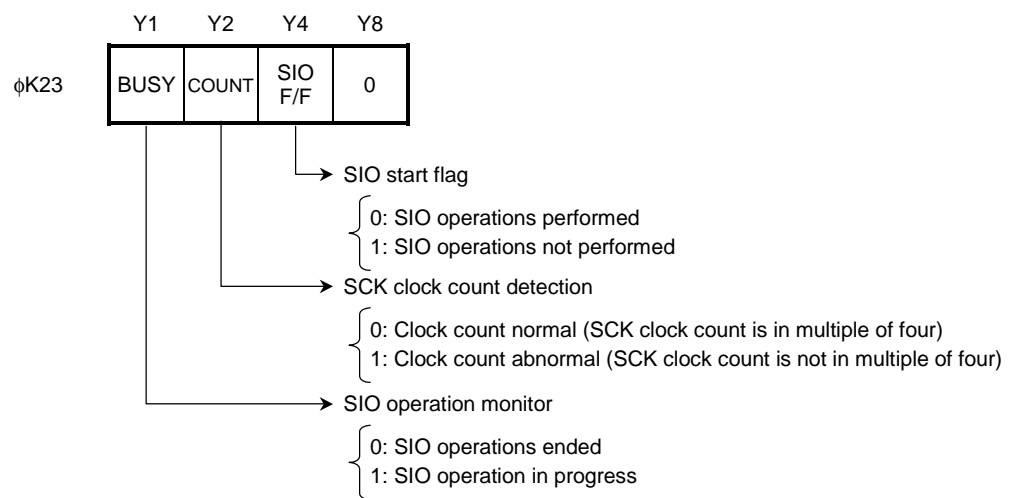 Y1 Y2 Y4 Y8
ϕK23 BUSY COUNT SIO F/F 0
SIO start flag
0: SIO operations performed
1: SIO operations not performed
SCK clock count detection
0: Clock count normal (SCK clock count is in multiple of four)
1: Clock count abnormal (SCK clock count is not in multiple of four)
SIO operation monitor
0: SIO operations ended
1: SIO operation in progress